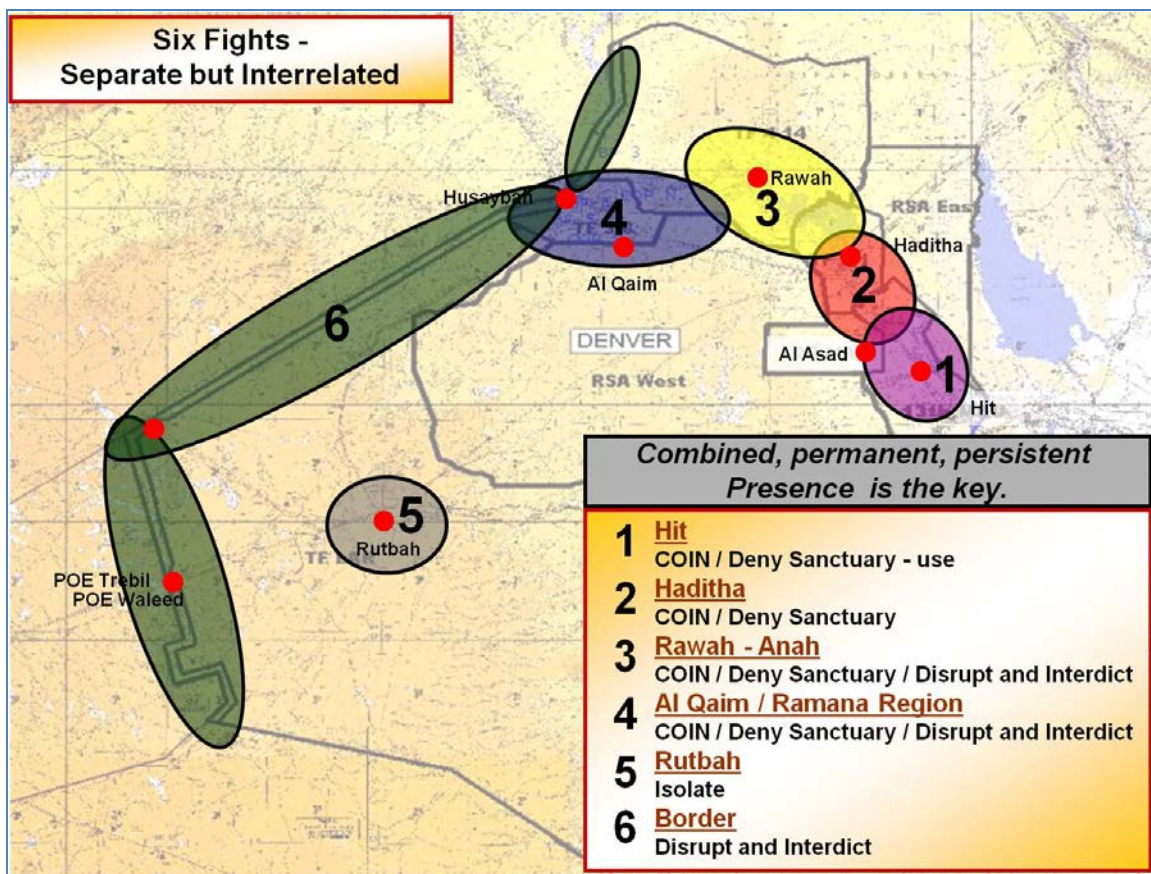 Six Fights -
Separate but Interrelated
Husaybah
4
Al Qaim
3
Rawah
RSA East
Haditha
2
6
DENVER
RSA West
Al Asad
1
Hit
5
Rutbah
POE Trebil
POE Waleed
Combined, permanent, persistent
Presence is the key.
1 Hit
COIN / Deny Sanctuary - use
2 Haditha
COIN / Deny Sanctuary
3 Rawah - Anah
COIN / Deny Sanctuary / Disrupt and Interdict
4 Al Qaim / Ramana Region
COIN / Deny Sanctuary / Disrupt and Interdict
5 Rutbah
Isolate
6 Border
Disrupt and Interdict